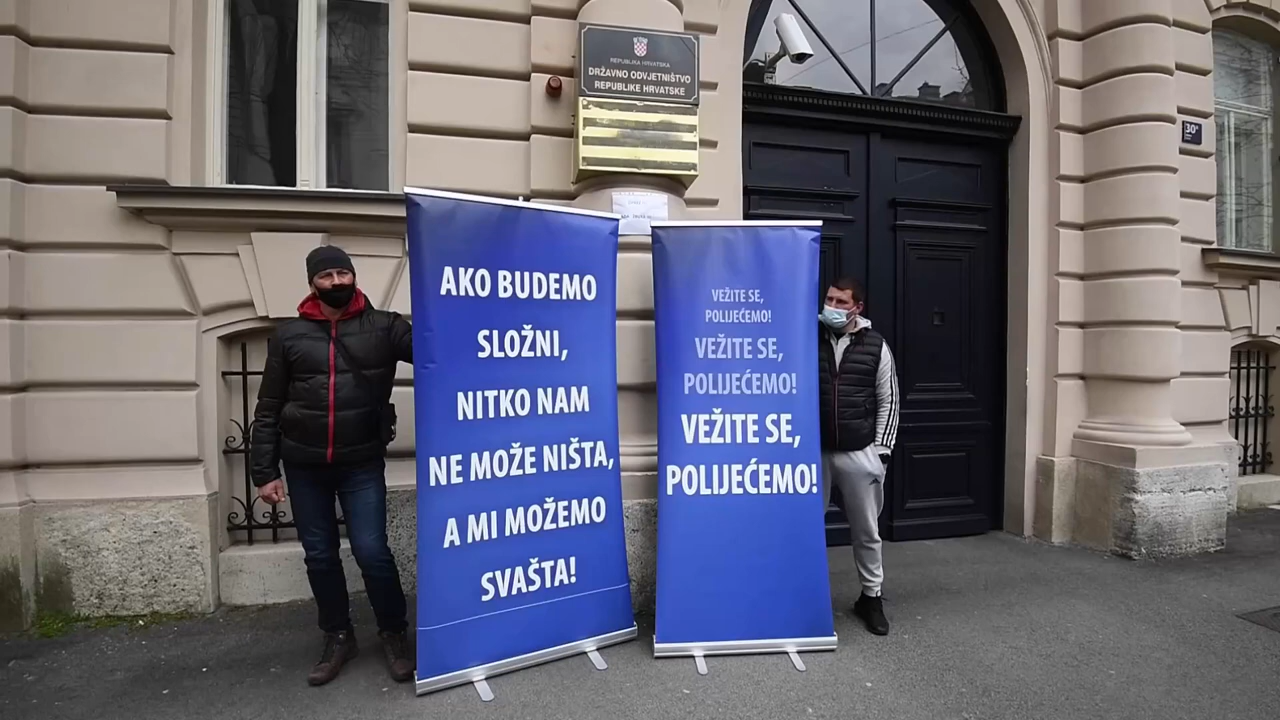 REPUBLIKA HRVATSKA
DRŽAVNO ODVJETNIŠTVO
REPUBLIKE HRVATSKE
30
AKO BUDEMO
SLOŽNI,
NITKO NAM
NE MOŽE NIŠTA,
A MI MOŽEMO
SVAŠTA!
VEŽITE SE,
POLIJEĆEMO!
VEŽITE SE,
POLIJEĆEMO!
VEŽITE SE,
POLIJEĆEMO!